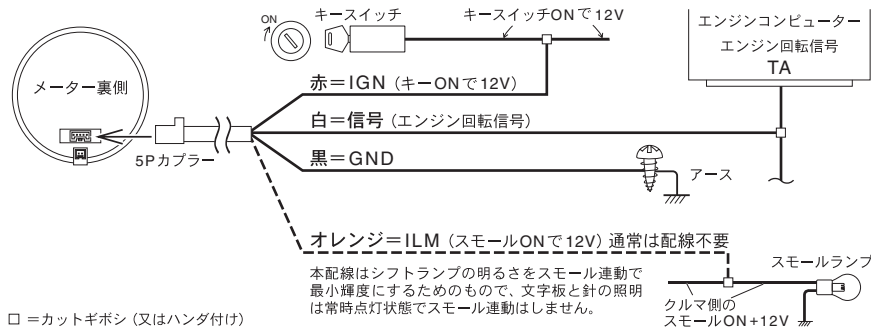 ON
キースイッチ
キースイッチONで12V
エンジンコンピューター
エンジン回転信号
TA
メーター裏側
赤=IGN (キーONで12V)
白=信号 (エンジン回転信号)
5Pカプラー
黒=GND
アース
オレンジ=ILM (スモールONで12V) 通常は配線不要
本配線はシフトランプの明るさをスモール連動で
最小輝度にするためのもので、文字板と針の照明
は常時点灯状態でスモール連動はしません。
スモールランプ
クルマ側の
スモールON+12V
□=カットギボシ (又はハンダ付け)